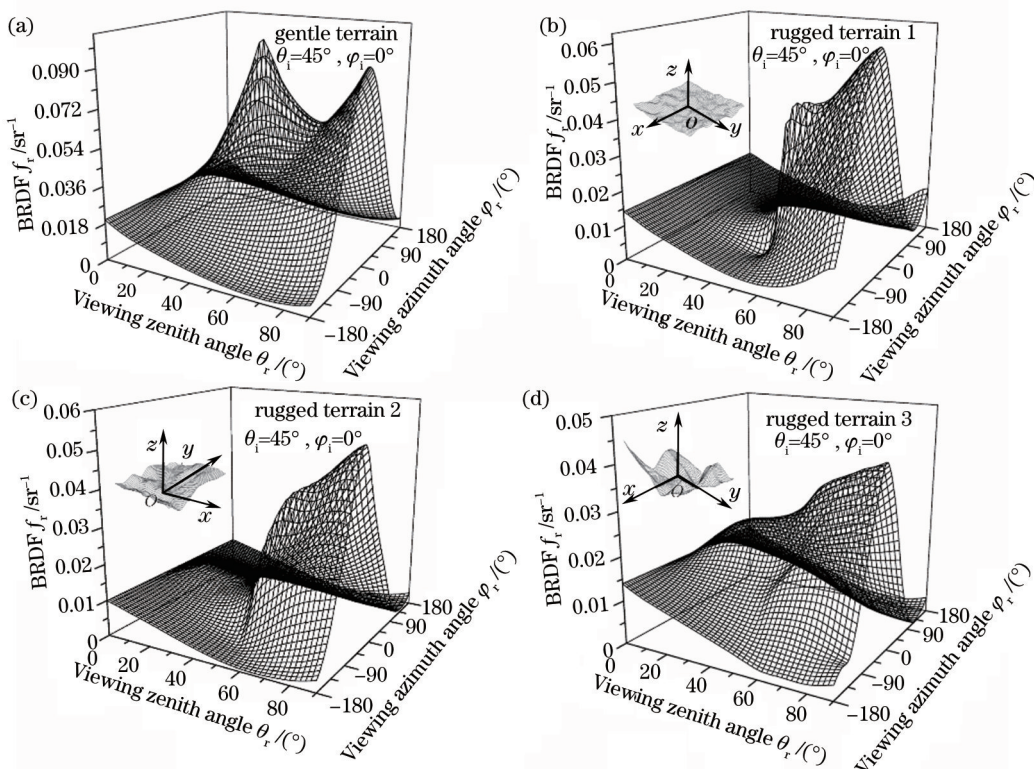 (a)
gentle terrain
θi=45° , φi=0°
BRDF fr/sr⁻¹
0.090
0.072
0.054
0.036
0.018
0
0 20 40 60 80
Viewing zenith angle θr /(°)
−180 −90 0 90 180
Viewing azimuth angle φr /(°)
(b)
rugged terrain 1
θi=45° , φi=0°
z
x O y
BRDF fr/sr⁻¹
0.06
0.05
0.04
0.03
0.02
0.01
0
0 20 40 60 80
Viewing zenith angle θr /(°)
−180 −90 0 90 180
Viewing azimuth angle φr /(°)
(c)
rugged terrain 2
θi=45° , φi=0°
z y
O x
BRDF fr/sr⁻¹
0.06
0.05
0.04
0.03
0.02
0.01
0
0 20 40 60 80
Viewing zenith angle θr /(°)
−180 −90 0 90 180
Viewing azimuth angle φr /(°)
(d)
rugged terrain 3
θi=45° , φi=0°
z
x O y
BRDF fr/sr⁻¹
0.05
0.04
0.03
0.02
0.01
0
0 20 40 60 80
Viewing zenith angle θr /(°)
−180 −90 0 90 180
Viewing azimuth angle φr /(°)